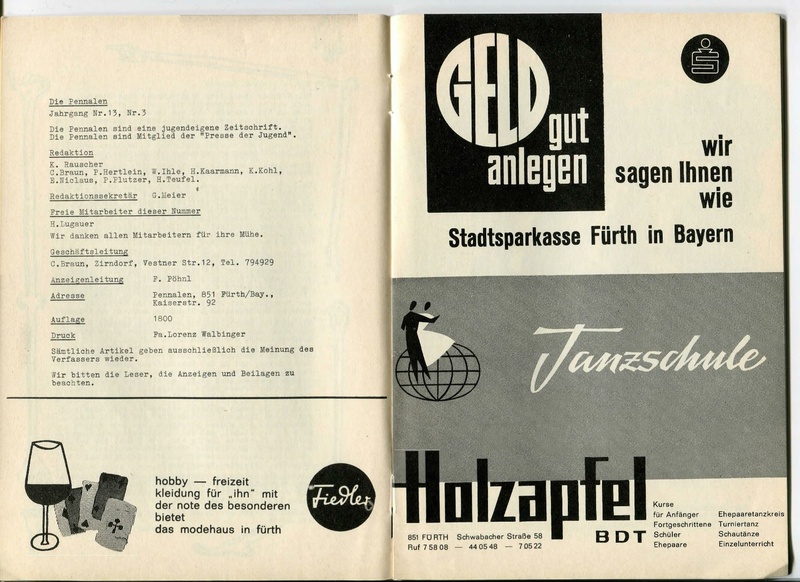 Die Pennalen
Jahrgang Nr.13, Nr.3
Die Pennalen sind eine jugendeigene Zeitschrift.
Die Pennalen sind Mitglied der "Presse der Jugend".
Redaktion
K. Rauscher
C.Braun, P.Hertlein, W.Ihle, H.Kaarmann, K.Kohl,
E.Niclaus, P.Plutzer, H.Teufel.
Redaktionssekretär G.Meier
Freie Mitarbeiter dieser Nummer
H.Lugauer
Wir danken allen Mitarbeitern für ihre Mühe.
Geschäftsleitung
C.Braun, Zirndorf, Vestner Str.12, Tel. 794929
Anzeigenleitung P. Pöhnl
Adresse Pennalen, 851 Fürth/Bay.,
Kaiserstr. 92
Auflage 1800
Druck Fa.Lorenz Walbinger
Sämtliche Artikel geben ausschließlich die Meinung des
Verfassers wieder.
Wir bitten die Leser, die Anzeigen und Beilagen zu
beachten.
hobby — freizeit
kleidung für „ihn" mit
der note des besonderen
bietet
das modehaus in fürth
Fiedler
GELD
gut
anlegen
S
wir
sagen Ihnen
wie
Stadtsparkasse Fürth in Bayern
Tanzschule
Holzapfel
BDT
851 FÜRTH Schwabacher Straße 58
Ruf 7 58 08 — 44 05 48 — 7 05 22
Kurse
für Anfänger
Fortgeschrittene
Schüler
Ehepaare
Ehepaartanzkreis
Turniertanz
Schautänze
Einzelunterricht